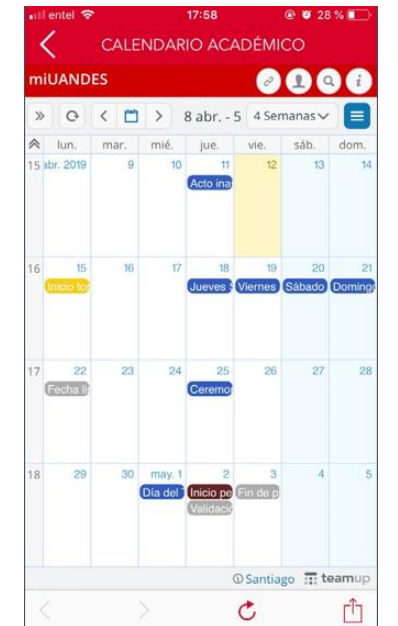 entel 17:58 28 %
CALENDARIO ACADÉMICO
miUANDES
8 abr. - 5 4 Semanas
lun. mar. mié. jue. vie. sáb. dom.
15 abr. 2019 9 10 11 12 13 14
Acto ina
16 15 16 17 18 19 20 21
Inicio to Jueves S Viernes Sábado Domingo
17 22 23 24 25 26 27 28
Fecha lí Ceremo
18 29 30 may. 1 2 3 4 5
Día del Inicio pe Fin de p
Validació
Santiago teamup